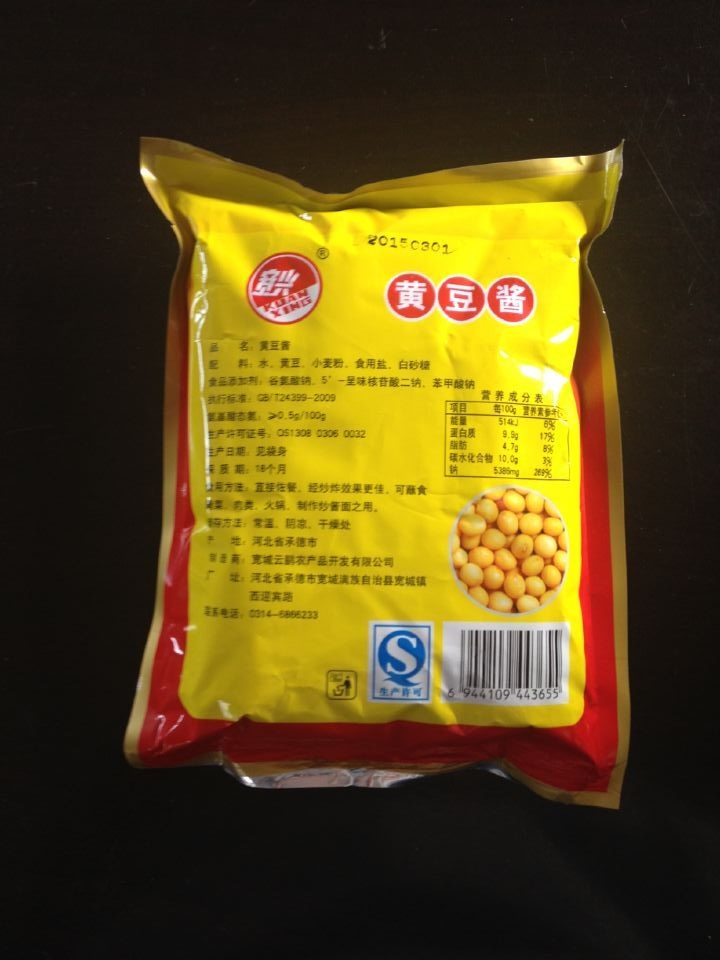 20150301
®
KUAN XING
黄豆酱
品 名：黄豆酱
配 料：水、黄豆、小麦粉、食用盐、白砂糖
食品添加剂：谷氨酸钠、5'-呈味核苷酸二钠、苯甲酸钠
执行标准：GB/T24399-2009
氨基酸态氮：≥0.5g/100g
生产许可证号：QS1308 0306 0032
生产日期：见袋身
保 质 期：18个月
食用方法：直接佐餐，经炒炸效果更佳，可蘸食
蔬菜、肉类、火锅、制作炒酱面之用。
储存方法：常温、阴凉、干燥处
产 地：河北省承德市
制造商：宽城云鹤农产品开发有限公司
厂 址：河北省承德市宽城满族自治县宽城镇
西迎宾路
联系电话：0314-6866233
营养成分表
项目 每100g 营养素参考
能量 514kJ 6%
蛋白质 9.9g 17%
脂肪 4.7g 8%
碳水化合物 10.0g 3%
钠 5389mg 269%
S
生产许可
6 944109 443655